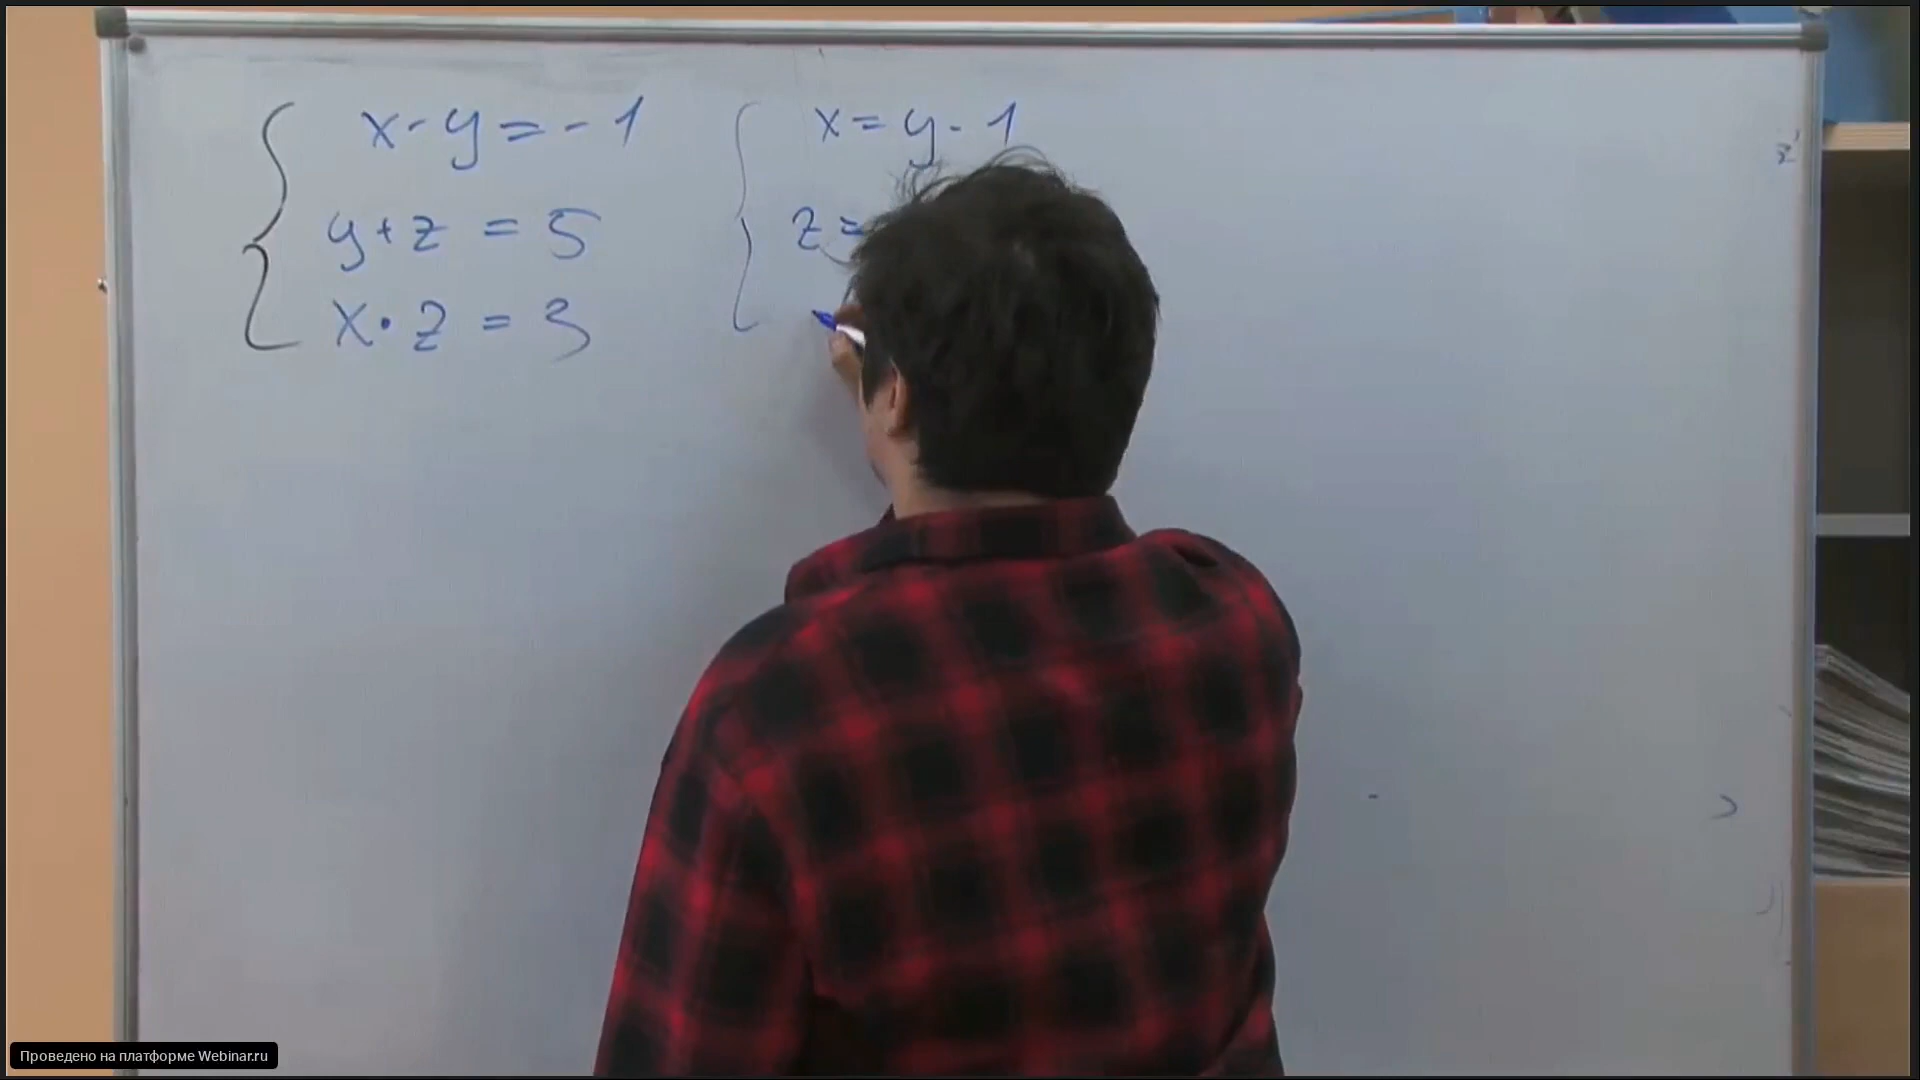 x - y = - 1
y + z = 5
x · z = 3
x = y - 1
z =
Проведено на платформе Webinar.ru